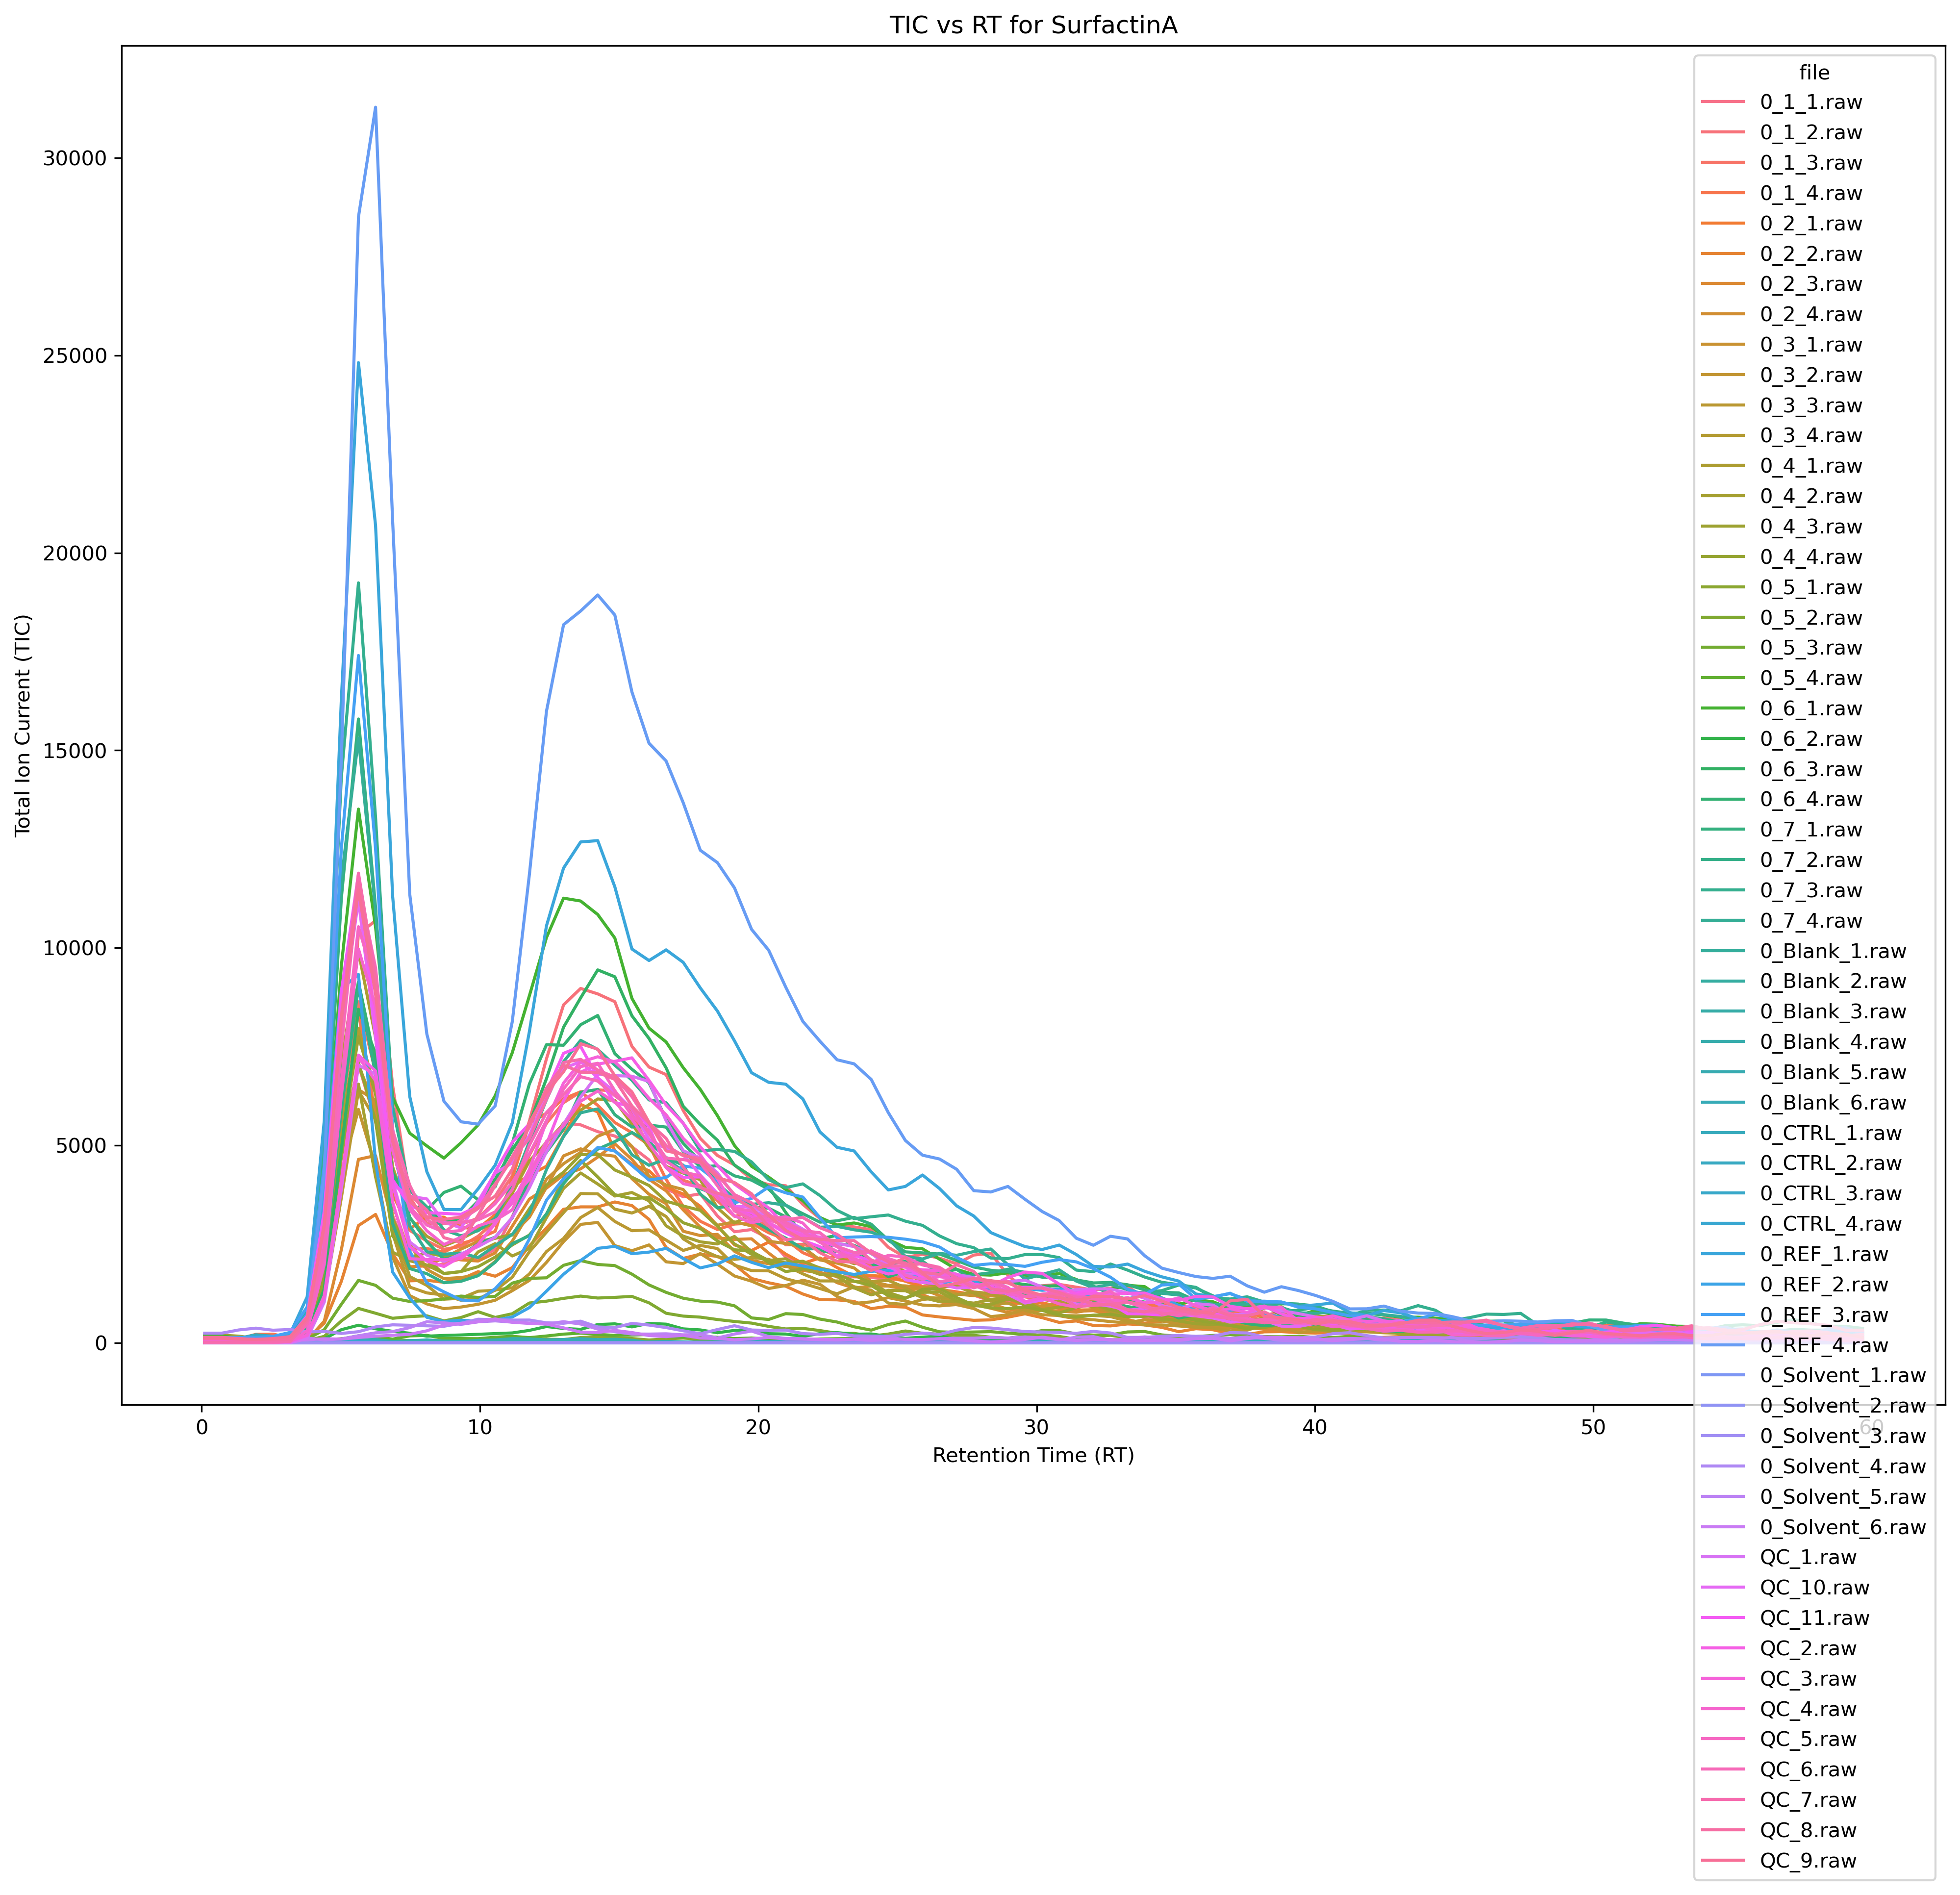 TIC vs RT for SurfactinA
file
0_1_1.raw
0_1_2.raw
0_1_3.raw
0_1_4.raw
0_2_1.raw
0_2_2.raw
0_2_3.raw
0_2_4.raw
0_3_1.raw
0_3_2.raw
0_3_3.raw
0_3_4.raw
0_4_1.raw
0_4_2.raw
0_4_3.raw
0_4_4.raw
0_5_1.raw
0_5_2.raw
0_5_3.raw
0_5_4.raw
0_6_1.raw
0_6_2.raw
0_6_3.raw
0_6_4.raw
0_7_1.raw
0_7_2.raw
0_7_3.raw
0_7_4.raw
0_Blank_1.raw
0_Blank_2.raw
0_Blank_3.raw
0_Blank_4.raw
0_Blank_5.raw
0_Blank_6.raw
0_CTRL_1.raw
0_CTRL_2.raw
0_CTRL_3.raw
0_CTRL_4.raw
0_REF_1.raw
0_REF_2.raw
0_REF_3.raw
0_REF_4.raw
0_Solvent_1.raw
0_Solvent_2.raw
0_Solvent_3.raw
0_Solvent_4.raw
0_Solvent_5.raw
0_Solvent_6.raw
QC_1.raw
QC_10.raw
QC_11.raw
QC_2.raw
QC_3.raw
QC_4.raw
QC_5.raw
QC_6.raw
QC_7.raw
QC_8.raw
QC_9.raw
30000
25000
20000
15000
10000
5000
0
Total Ion Current (TIC)
0 10 20 30 40 50 60
Retention Time (RT)